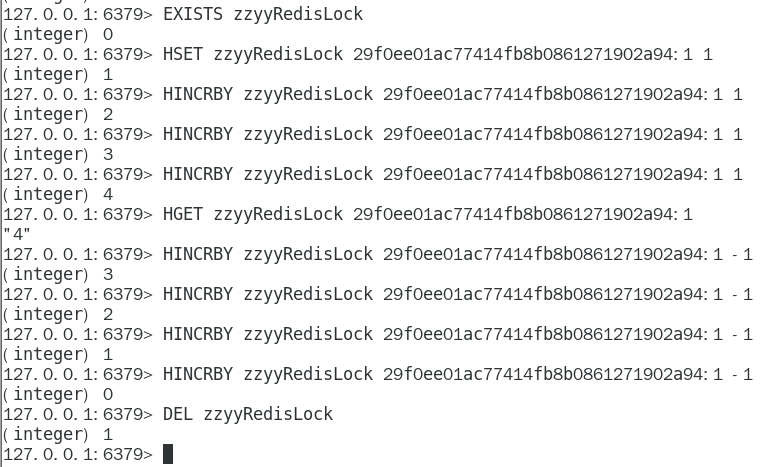 127.0.0.1:6379> EXISTS zzyyRedisLock
(integer) 0
127.0.0.1:6379> HSET zzyyRedisLock 29f0ee01ac77414fb8b0861271902a94:1 1
(integer) 1
127.0.0.1:6379> HINCRBY zzyyRedisLock 29f0ee01ac77414fb8b0861271902a94:1 1
(integer) 2
127.0.0.1:6379> HINCRBY zzyyRedisLock 29f0ee01ac77414fb8b0861271902a94:1 1
(integer) 3
127.0.0.1:6379> HINCRBY zzyyRedisLock 29f0ee01ac77414fb8b0861271902a94:1 1
(integer) 4
127.0.0.1:6379> HGET zzyyRedisLock 29f0ee01ac77414fb8b0861271902a94:1
"4"
127.0.0.1:6379> HINCRBY zzyyRedisLock 29f0ee01ac77414fb8b0861271902a94:1 -1
(integer) 3
127.0.0.1:6379> HINCRBY zzyyRedisLock 29f0ee01ac77414fb8b0861271902a94:1 -1
(integer) 2
127.0.0.1:6379> HINCRBY zzyyRedisLock 29f0ee01ac77414fb8b0861271902a94:1 -1
(integer) 1
127.0.0.1:6379> HINCRBY zzyyRedisLock 29f0ee01ac77414fb8b0861271902a94:1 -1
(integer) 0
127.0.0.1:6379> DEL zzyyRedisLock
(integer) 1
127.0.0.1:6379>